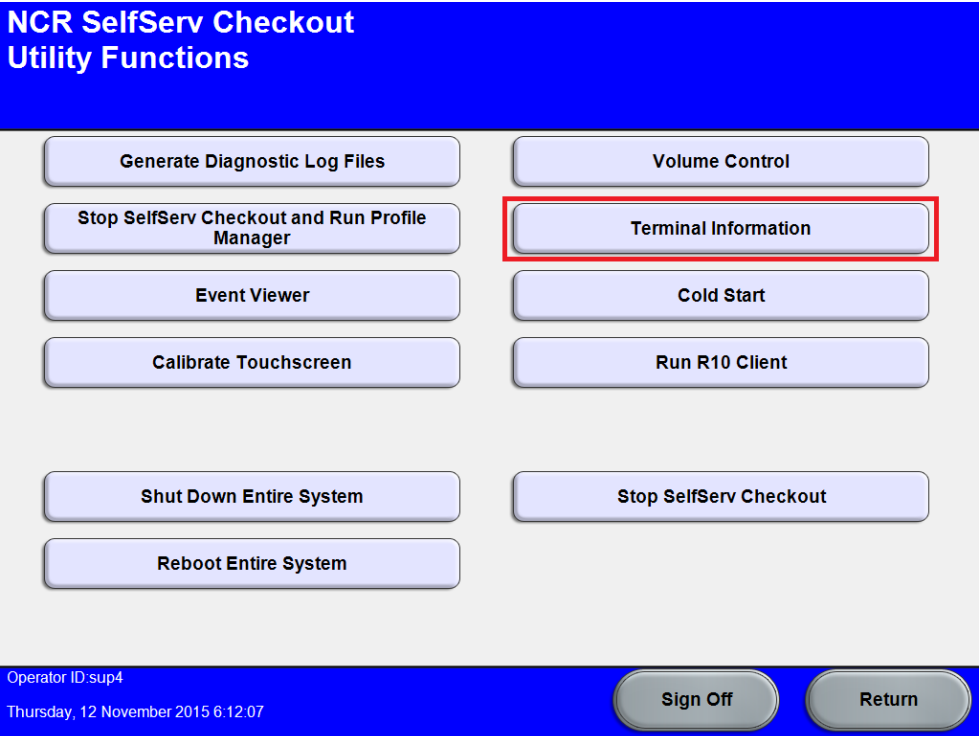 NCR SelfServ Checkout
Utility Functions
Generate Diagnostic Log Files
Volume Control
Stop SelfServ Checkout and Run Profile
Manager
Terminal Information
Event Viewer
Cold Start
Calibrate Touchscreen
Run R10 Client
Shut Down Entire System
Stop SelfServ Checkout
Reboot Entire System
Operator ID:sup4
Thursday, 12 November 2015 6:12:07
Sign Off
Return